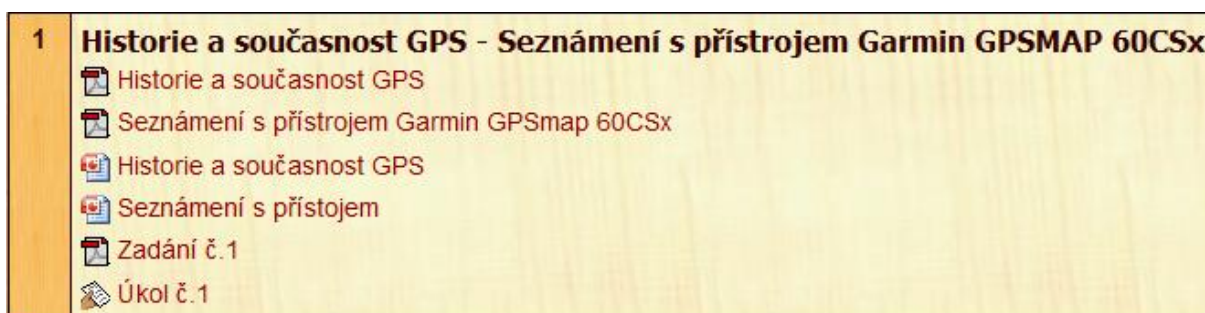 1
Historie a současnost GPS - Seznámení s přístrojem Garmin GPSMAP 60CSx
Historie a současnost GPS
Seznámení s přístrojem Garmin GPSmap 60CSx
Historie a současnost GPS
Seznámení s přístojem
Zadání č.1
Úkol č.1